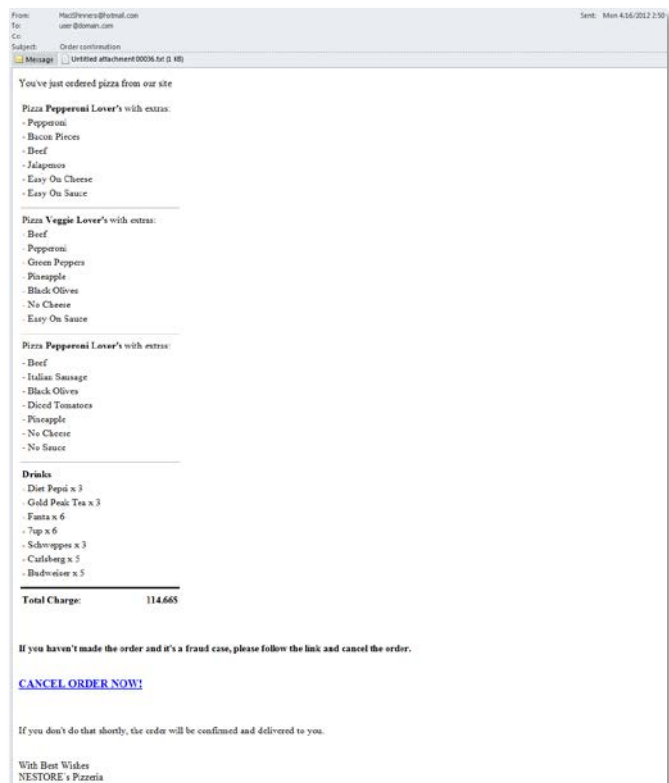 From: MacIShnners@hotmail.com Sent: Mon 4.16/2012 2:50
To: user@domain.com
Cc:
Subject: Order confirmation
Message Untitled attachment 00036.txt (1 KB)
You've just ordered pizza from our site
Pizza Pepperoni Lover's with extras:
- Pepperoni
- Bacon Pieces
- Beef
- Jalapenos
- Easy On Cheese
- Easy On Sauce
Pizza Veggie Lover's with extras:
- Beef
- Pepperoni
- Green Peppers
- Pineapple
- Black Olives
- No Cheese
- Easy On Sauce
Pizza Pepperoni Lover's with extras:
- Beef
- Italian Sausage
- Black Olives
- Diced Tomatoes
- Pineapple
- No Cheese
- No Sauce
Drinks
- Diet Pepsi x 3
- Gold Peak Tea x 3
- Fanta x 6
- 7up x 6
- Schweppes x 3
- Carlsberg x 5
- Budweiser x 5
Total Charge: 114.66$
If you haven't made the order and it's a fraud case, please follow the link and cancel the order.
CANCEL ORDER NOW!
If you don't do that shortly, the order will be confirmed and delivered to you.
With Best Wishes
NESTORE`s Pizzeria